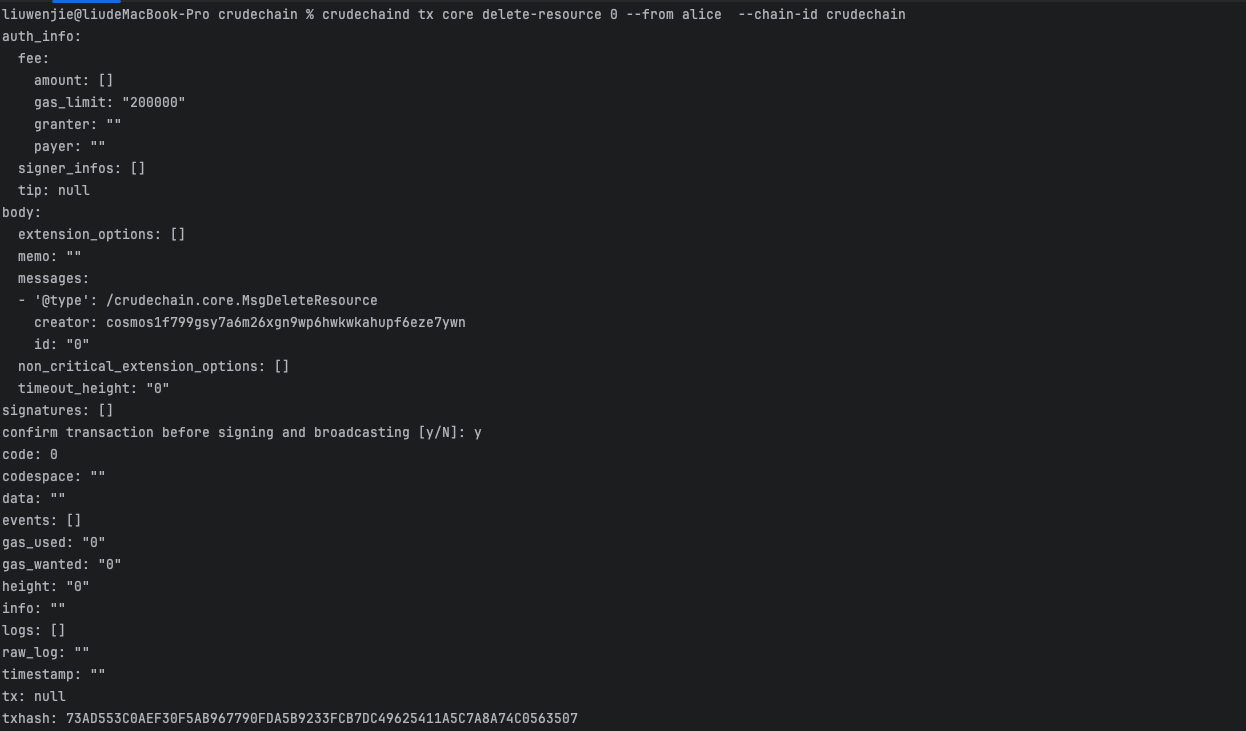 liuwenjie@liudeMacBook-Pro crudechain % crudechaind tx core delete-resource 0 --from alice  --chain-id crudechain
auth_info:
  fee:
    amount: []
    gas_limit: "200000"
    granter: ""
    payer: ""
  signer_infos: []
  tip: null
body:
  extension_options: []
  memo: ""
  messages:
  - '@type': /crudechain.core.MsgDeleteResource
    creator: cosmos1f799gsy7a6m26xgn9wp6hwkwkahupf6eze7ywn
    id: "0"
  non_critical_extension_options: []
  timeout_height: "0"
signatures: []
confirm transaction before signing and broadcasting [y/N]: y
code: 0
codespace: ""
data: ""
events: []
gas_used: "0"
gas_wanted: "0"
height: "0"
info: ""
logs: []
raw_log: ""
timestamp: ""
tx: null
txhash: 73AD553C0AEF30F5AB967790FDA5B9233FCB7DC49625411A5C7A8A74C0563507